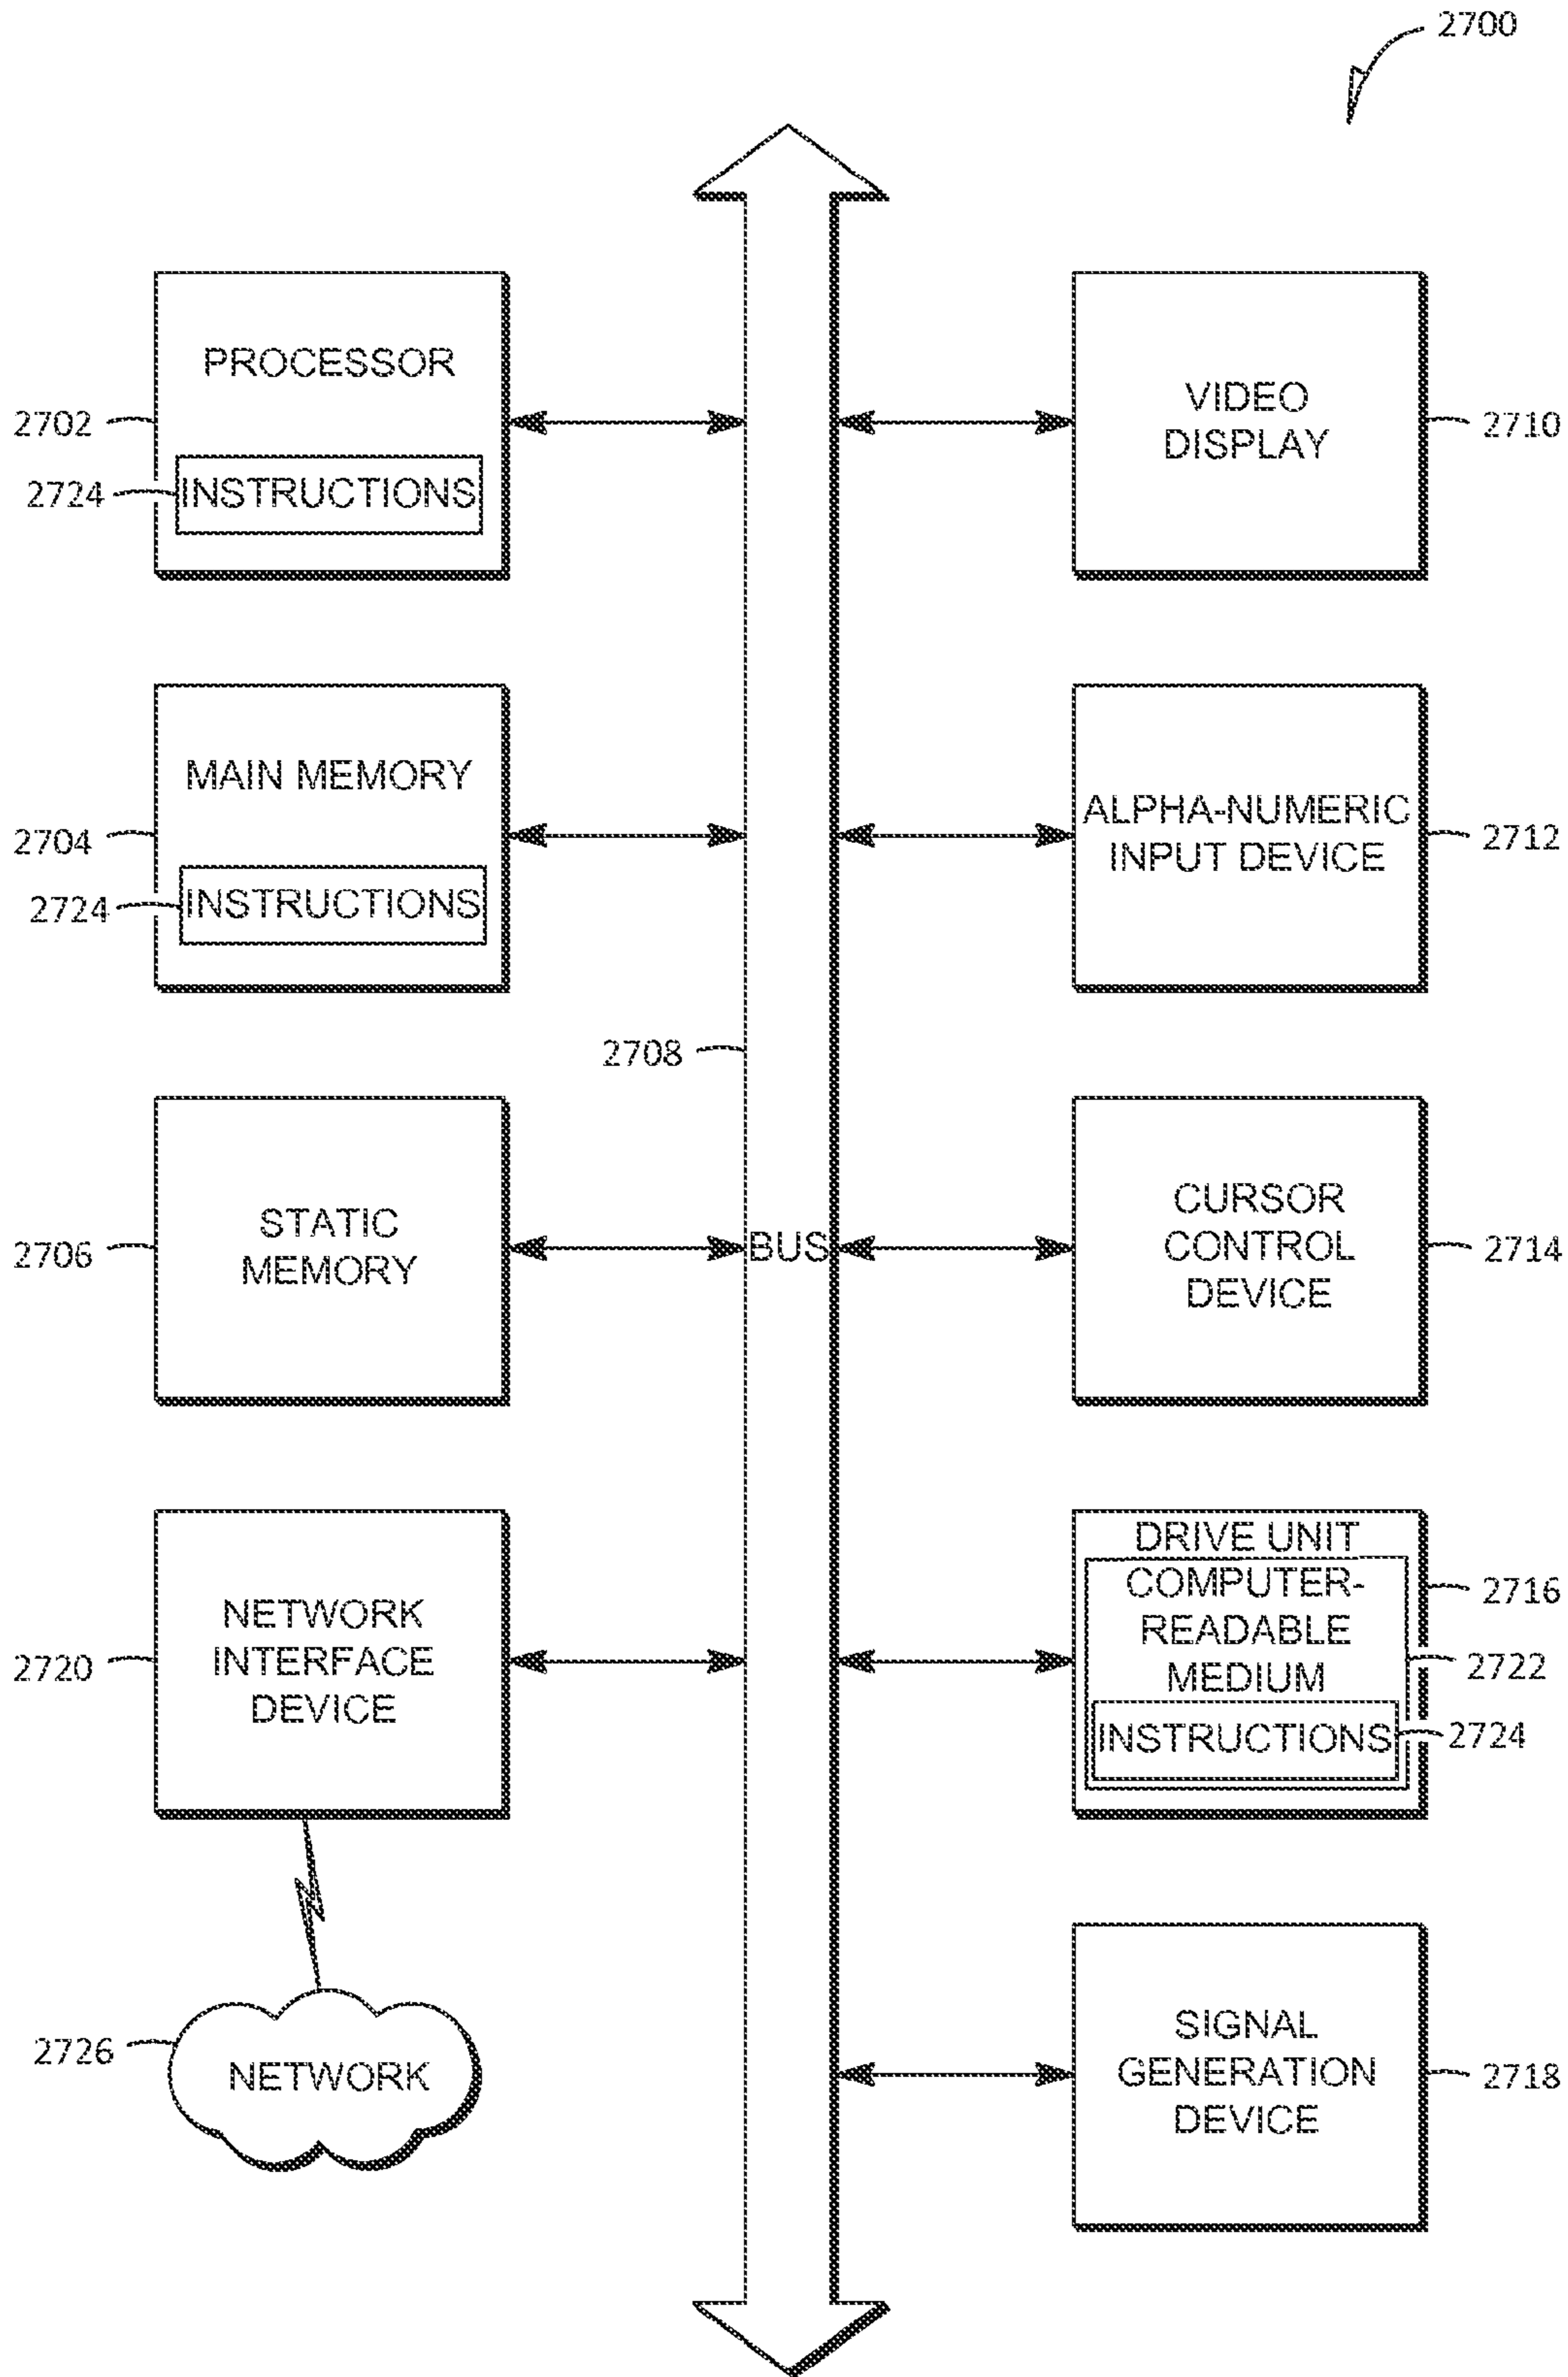 2700
PROCESSOR
2702
2724
INSTRUCTIONS
VIDEO
DISPLAY
2710
MAIN MEMORY
2704
2724
INSTRUCTIONS
ALPHA-NUMERIC
INPUT DEVICE
2712
2708
STATIC
MEMORY
2706
BUS
CURSOR
CONTROL
DEVICE
2714
NETWORK
INTERFACE
DEVICE
2720
DRIVE UNIT
COMPUTER-
READABLE
MEDIUM
2716
2722
INSTRUCTIONS
2724
2726
NETWORK
SIGNAL
GENERATION
DEVICE
2718